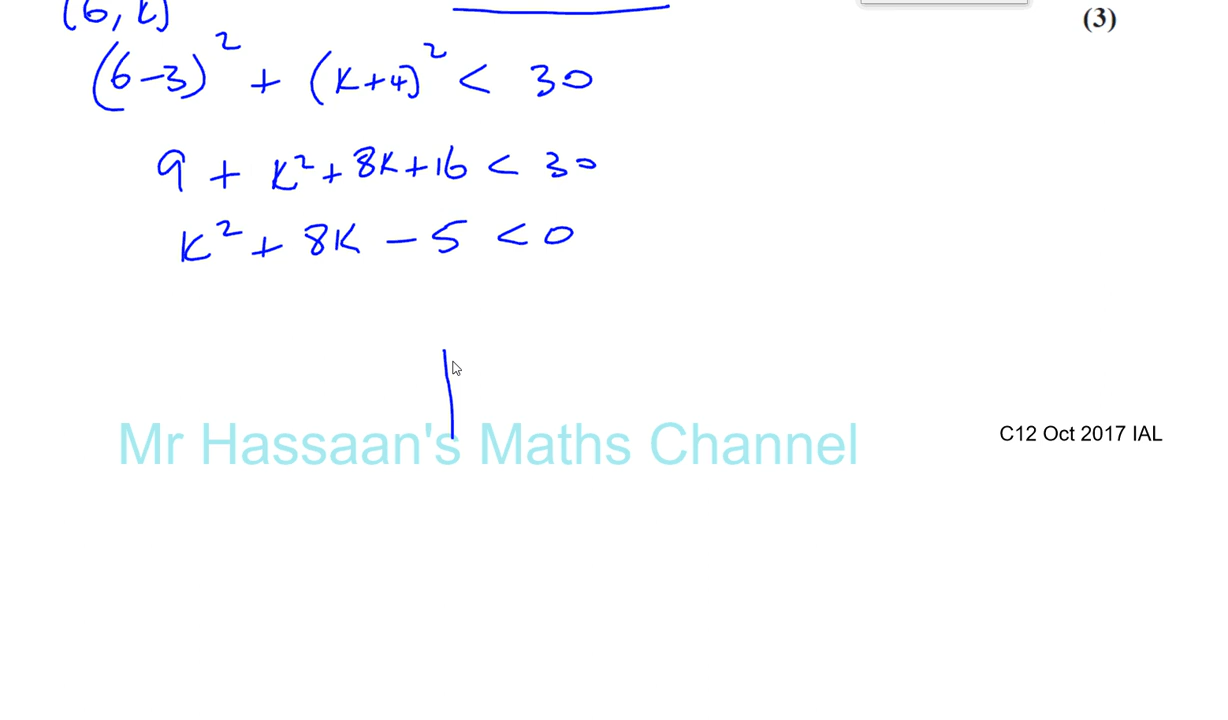 (6, k)
(3)
(6-3)² + (k+4)² < 30
9 + k² + 8k + 16 < 30
k² + 8k - 5 < 0
Mr Hassaan's Maths Channel
C12 Oct 2017 IAL